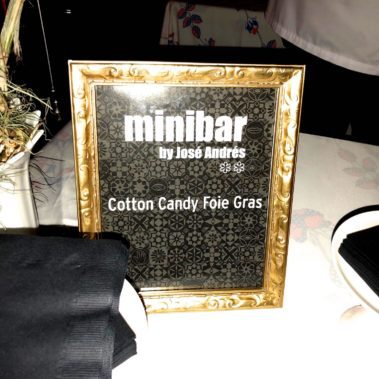 minibar
by José Andrés
Cotton Candy Foie Gras